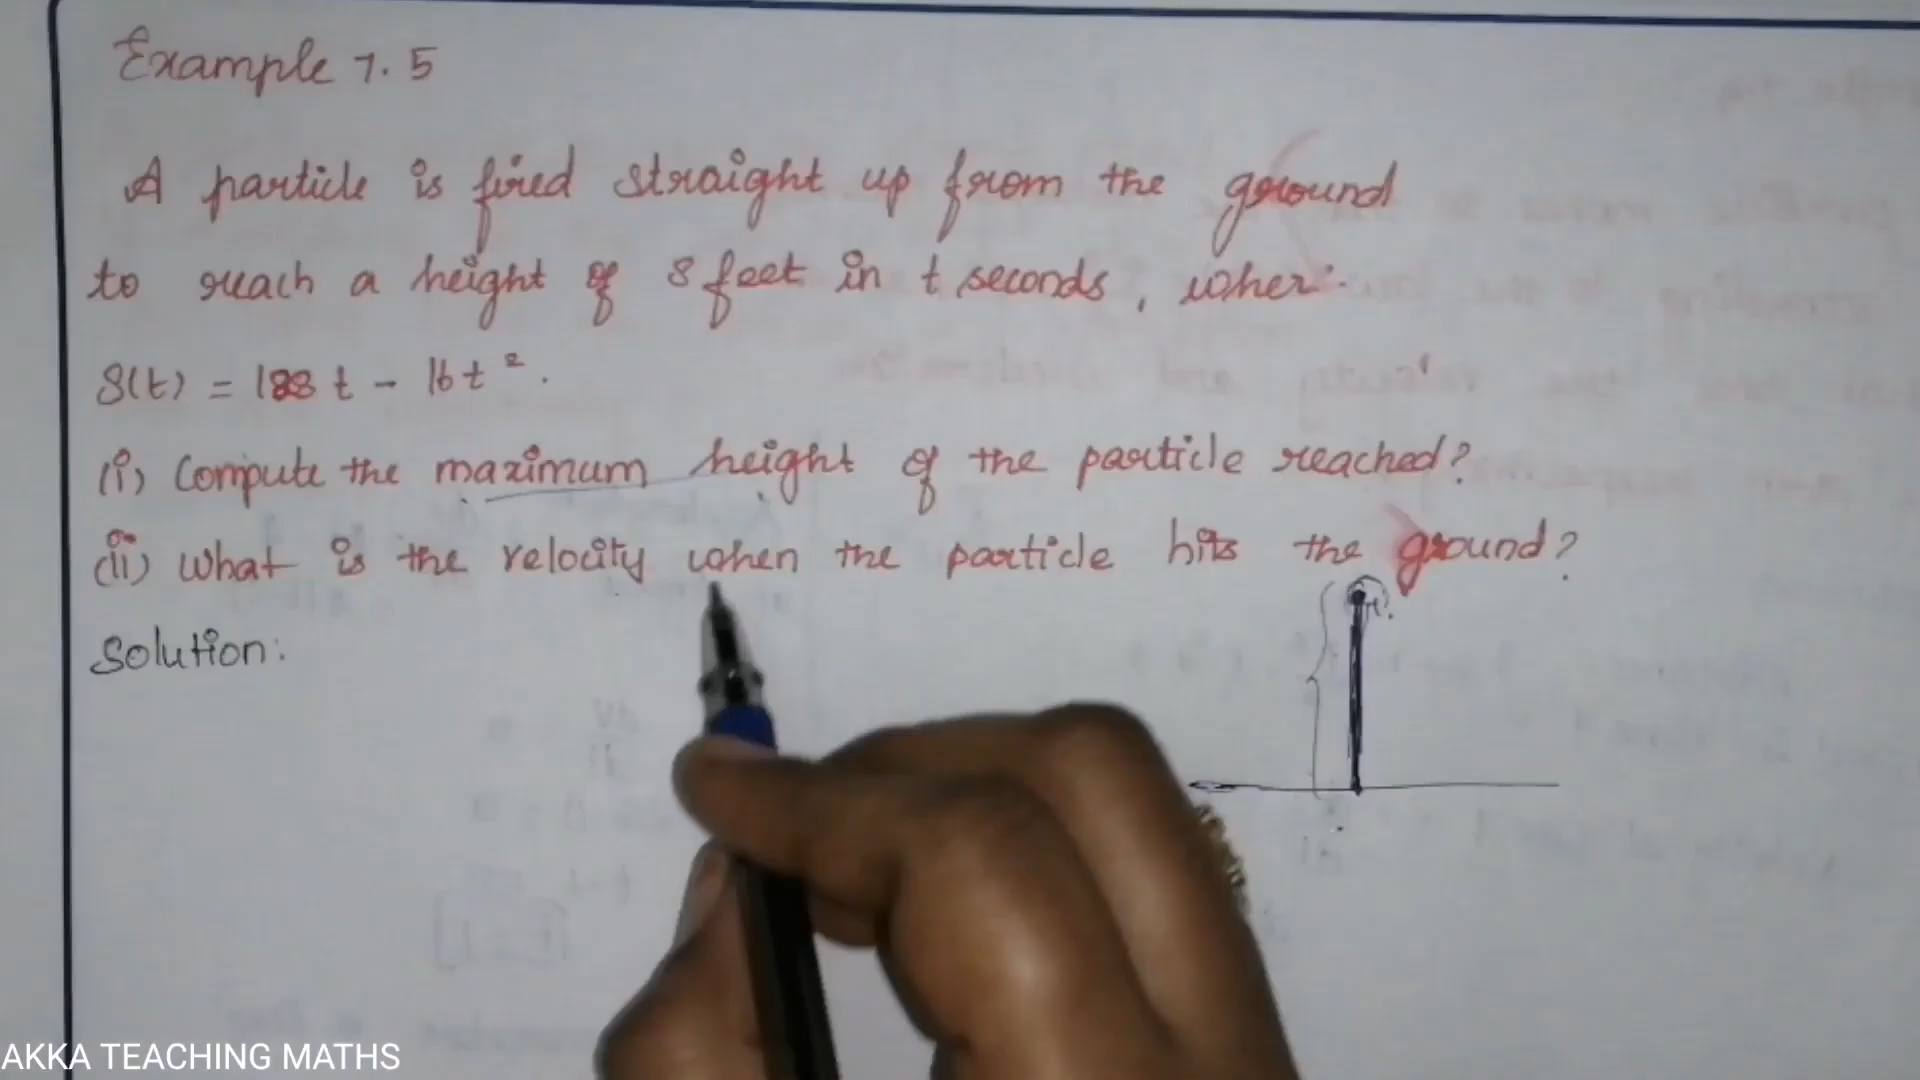 Example 7.5
A particle is fired straight up from the ground
to reach a height of s feet in t seconds, where
S(t) = 128 t - 16t².
(i) Compute the maximum height of the particle reached?
(ii) What is the velocity when the particle hits the ground?
Solution:
AKKA TEACHING MATHS